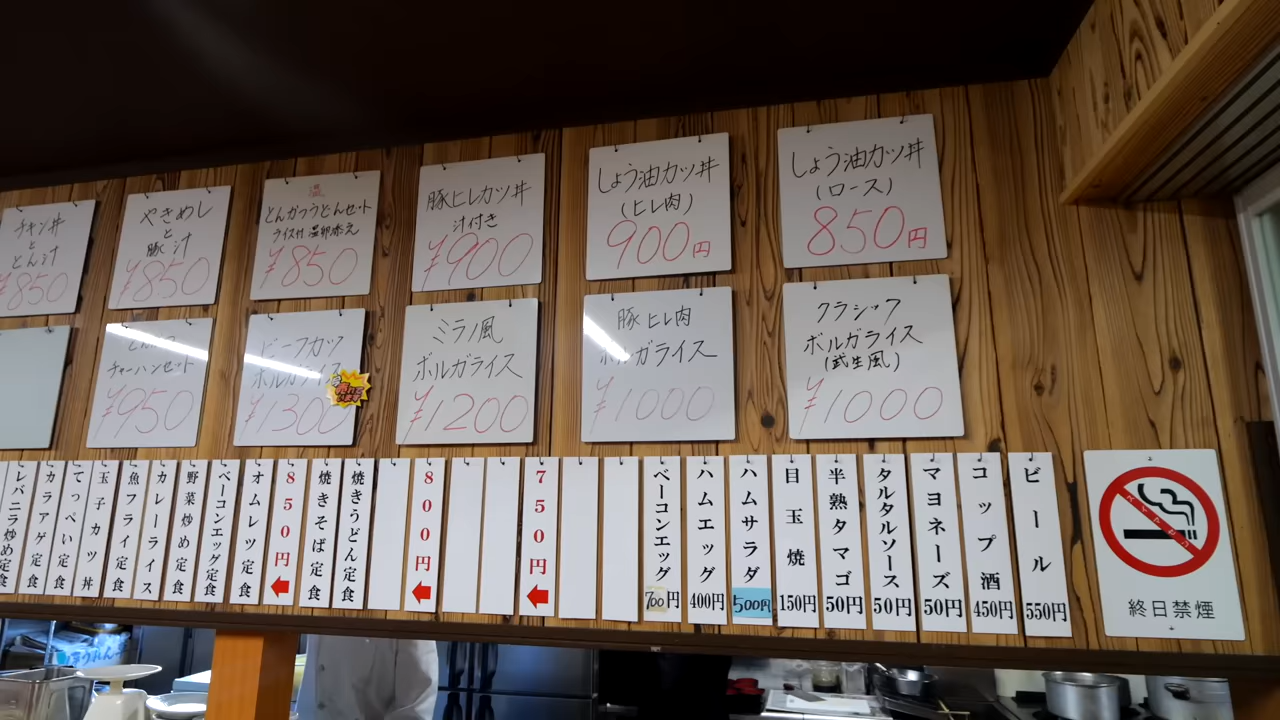 チキン丼
と
とん汁
¥850
やきめし
と
豚汁
¥850
温
とんかつうどんセット
ライス付 温卵添え
¥850
豚ヒレカツ丼
汁付き
¥900
しょう油カツ丼
(ヒレ肉)
900円
しょう油カツ丼
(ロース)
850円
チャーハンセット
¥950
ビーフカツ
ボルガライス
¥1300
売れてます
ミラノ風
ボルガライス
¥1200
豚ヒレ肉
ボルガライス
¥1000
クラシック
ボルガライス
(武生風)
¥1000
レバニラ炒め定食
カラアゲ定食
てっぺい定食
玉子カツ丼
魚フライ定食
カレーライス
野菜炒め定食
ベーコンエッグ定食
オムレツ定食
850円
焼きそば定食
焼きうどん定食
800円
750円
ベーコンエッグ
700円
ハムエッグ
400円
ハムサラダ
500円
目玉焼
150円
半熟タマゴ
50円
タルタルソース
50円
マヨネーズ
50円
コップ酒
450円
ビール
550円
終日禁煙